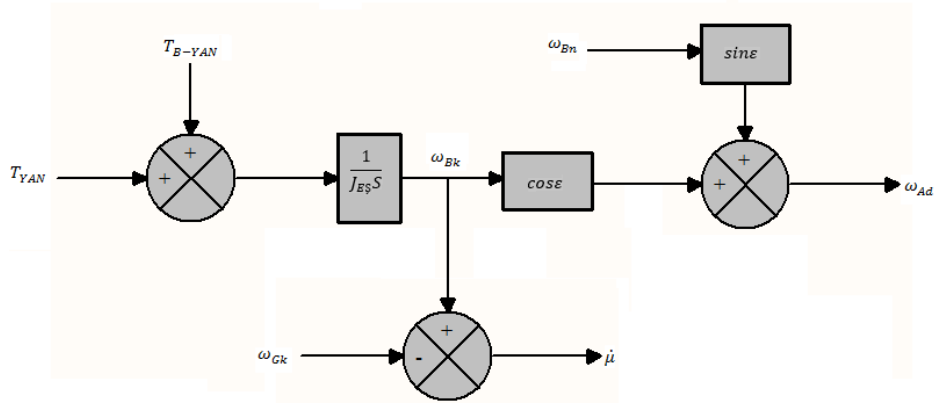 T_{B-YAN}
ω_{Bn}
sinε
+
+
T_{YAN}
+
1
J_{EŞ}S
ω_{Bk}
cosε
+
ω_{Ad}
+
ω_{Gk}
-
μ̇